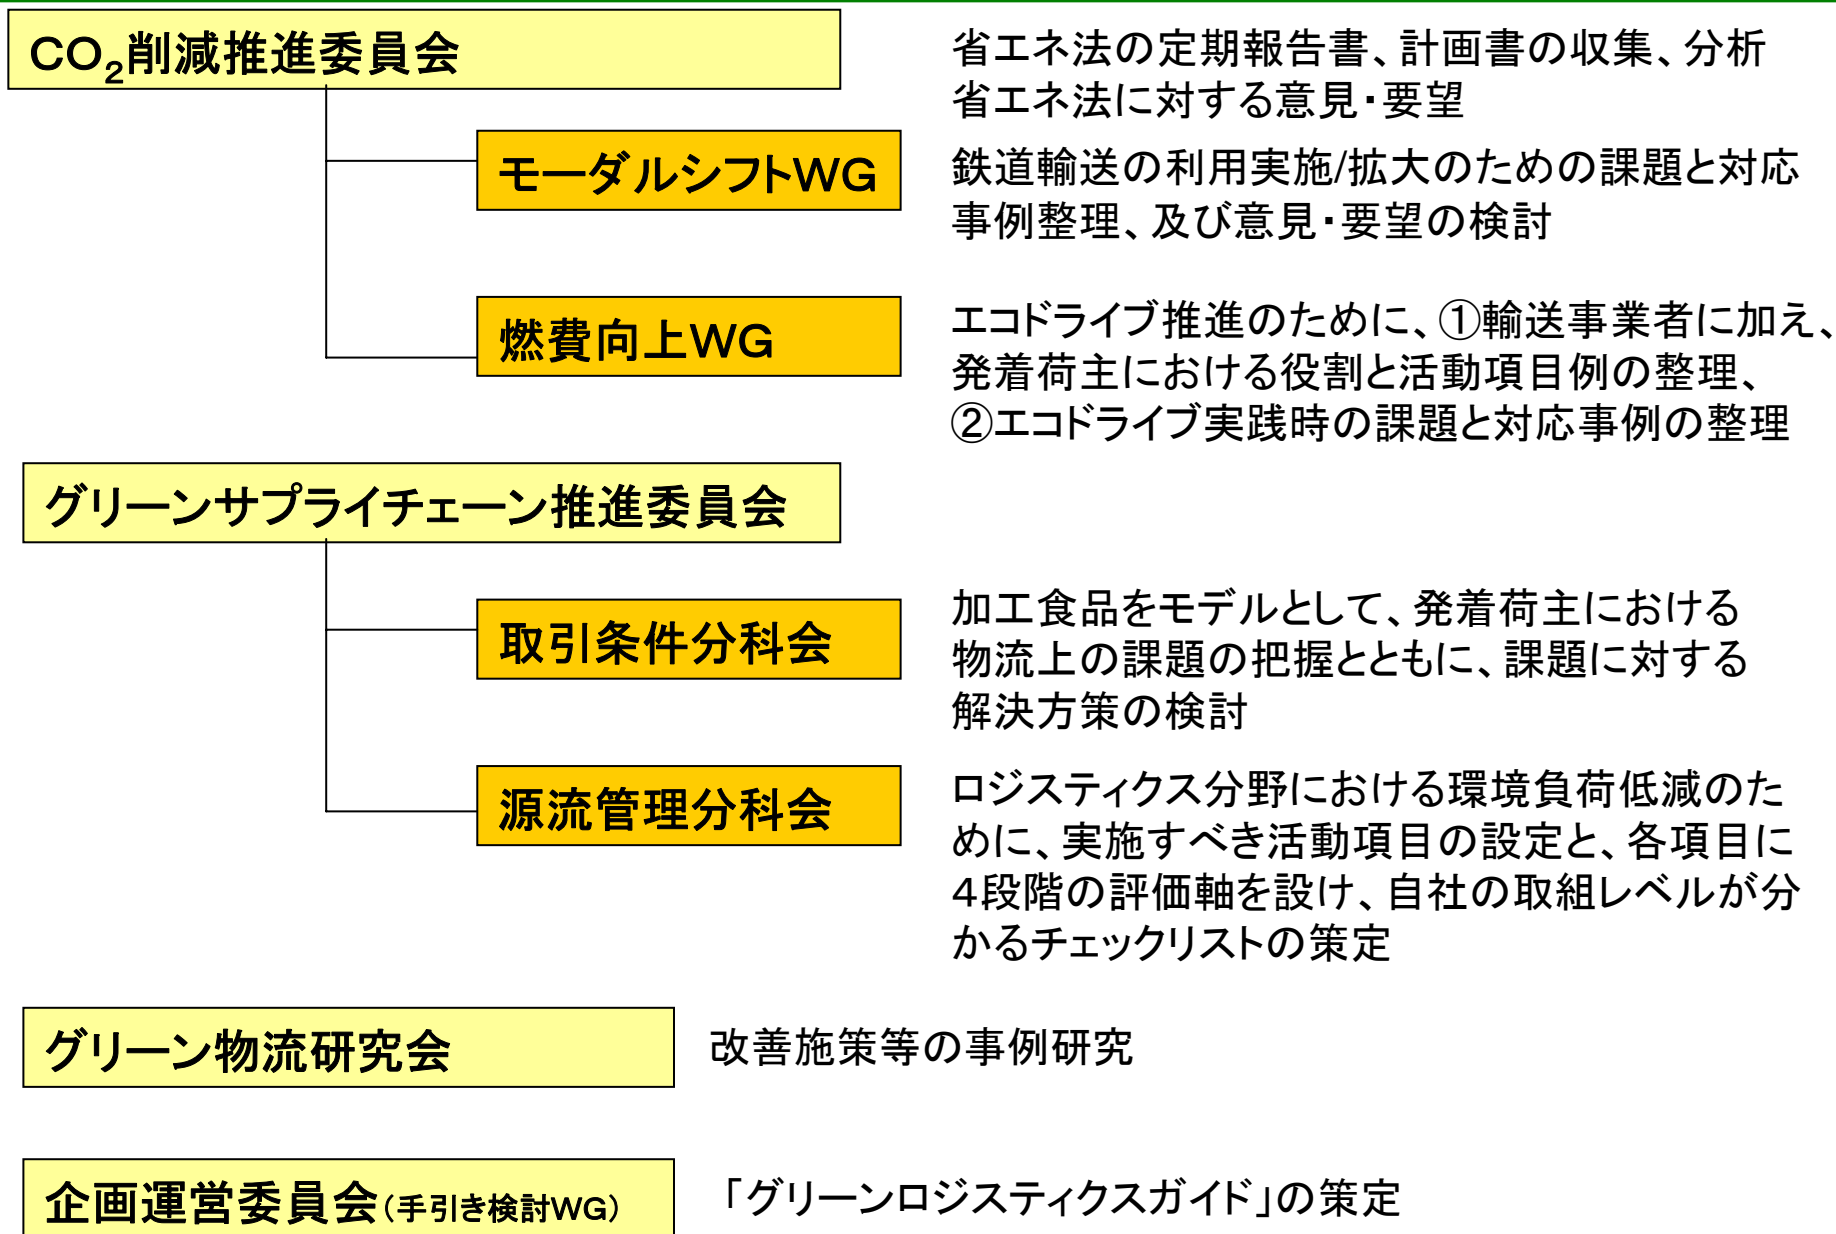 CO₂削減推進委員会
省エネ法の定期報告書、計画書の収集、分析
省エネ法に対する意見・要望
モーダルシフトWG
鉄道輸送の利用実施/拡大のための課題と対応
事例整理、及び意見・要望の検討
燃費向上WG
エコドライブ推進のために、①輸送事業者に加え、
発着荷主における役割と活動項目例の整理、
②エコドライブ実践時の課題と対応事例の整理
グリーンサプライチェーン推進委員会
取引条件分科会
加工食品をモデルとして、発着荷主における
物流上の課題の把握とともに、課題に対する
解決方策の検討
源流管理分科会
ロジスティクス分野における環境負荷低減のた
めに、実施すべき活動項目の設定と、各項目に
4段階の評価軸を設け、自社の取組レベルが分
かるチェックリストの策定
グリーン物流研究会
改善施策等の事例研究
企画運営委員会(手引き検討WG)
「グリーンロジスティクスガイド」の策定